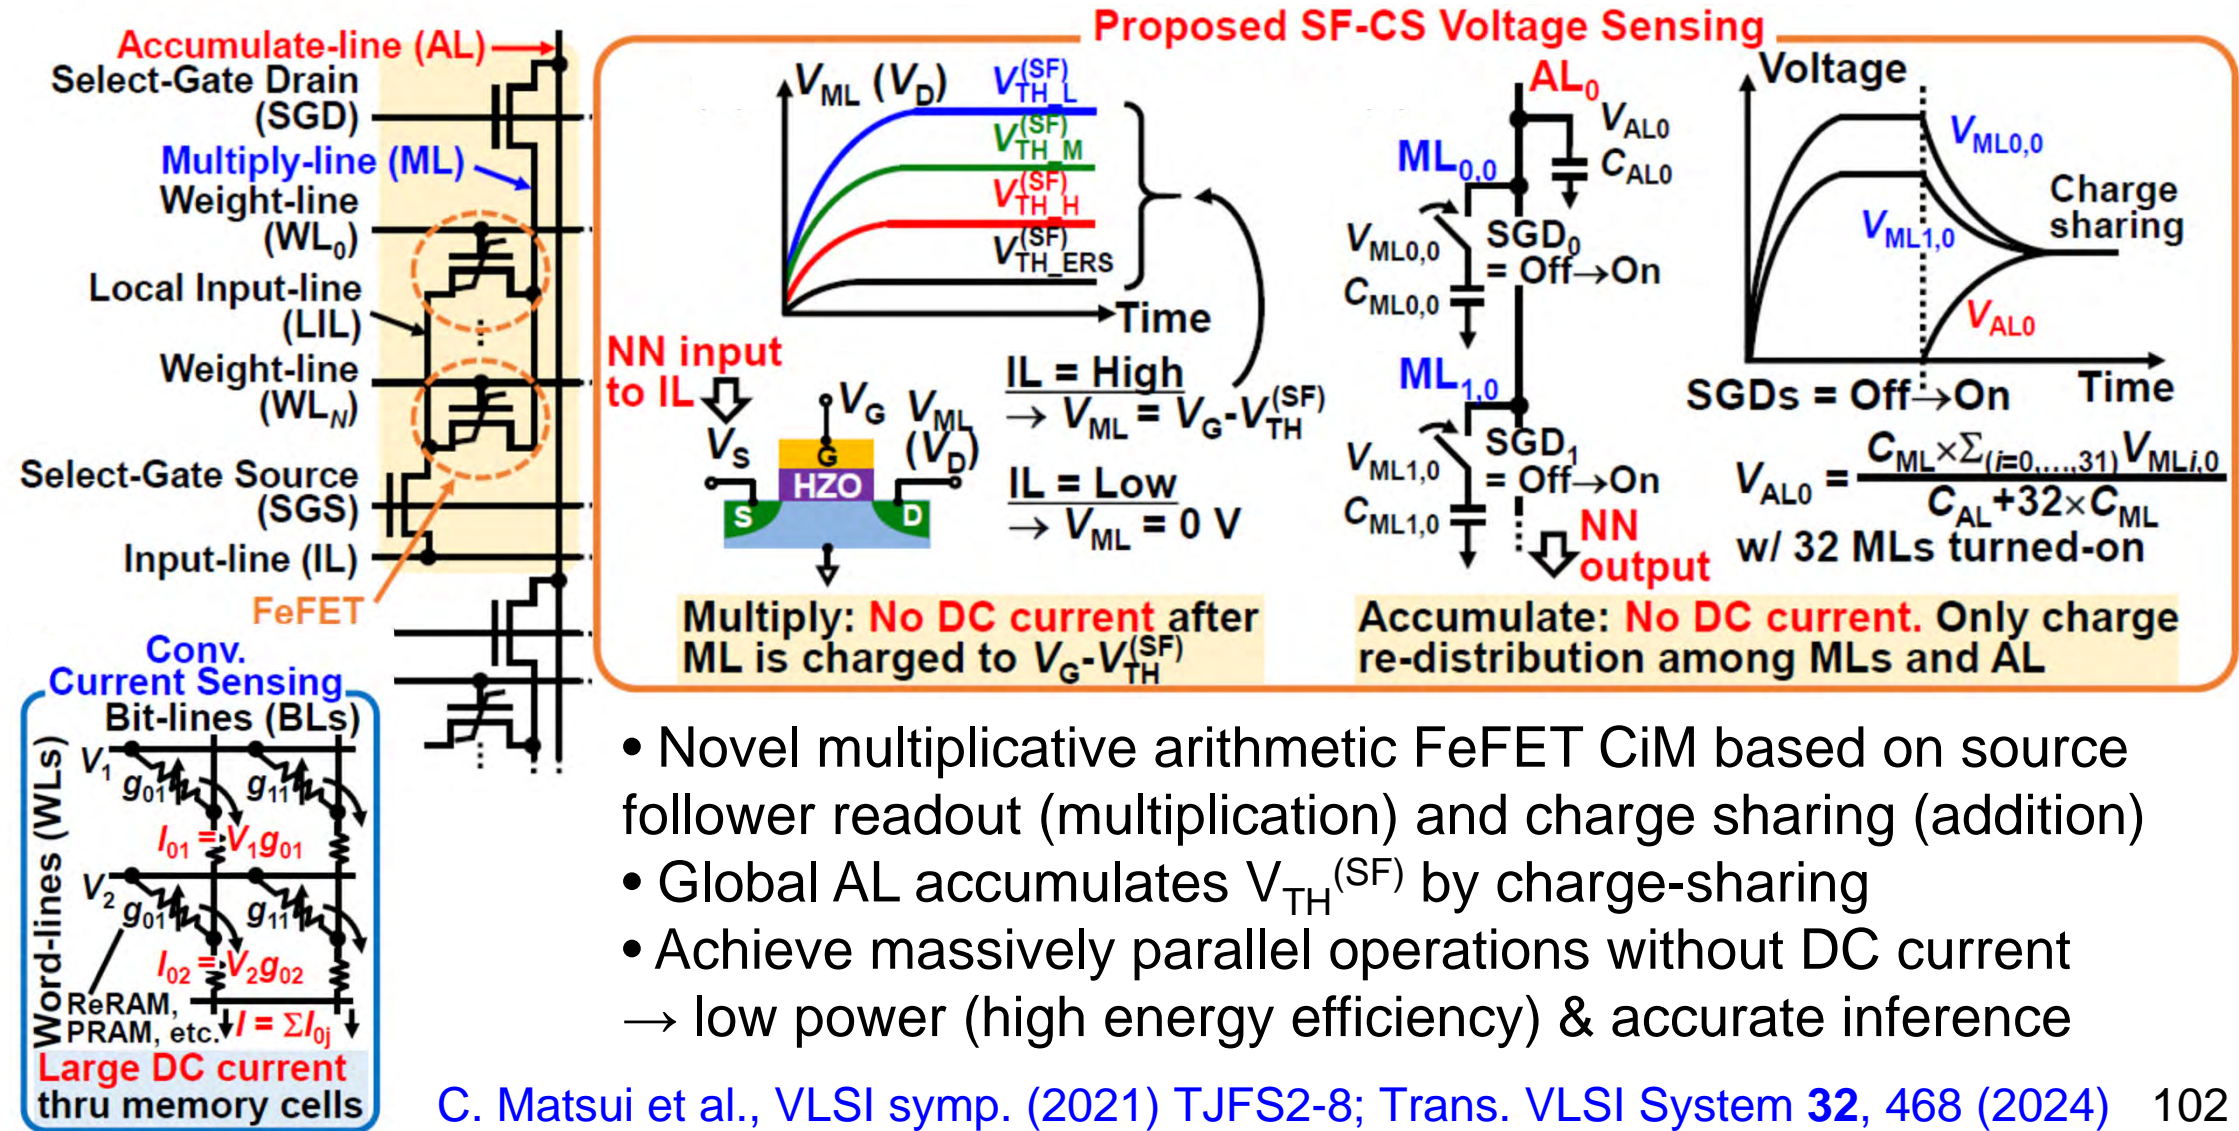 Accumulate-line (AL)
Select-Gate Drain
(SGD)
Multiply-line (ML)
Weight-line
(WL0)
Local Input-line
(LIL)
Weight-line
(WLN)
Select-Gate Source
(SGS)
Input-line (IL)
FeFET
Conv.
Current Sensing
Bit-lines (BLs)
Word-lines (WLs)
V1
g01
g11
I01 = V1g01
V2
g01
g11
I02 = V2g02
ReRAM,
PRAM, etc.
I = ΣI0j
Large DC current
thru memory cells
Proposed SF-CS Voltage Sensing
VML (VD)
VTH_L(SF)
VTH_M(SF)
VTH_H(SF)
VTH_ERS(SF)
Time
NN input
to IL
VS
VG
VML
(VD)
G
HZO
S
D
IL = High
→ VML = VG-VTH(SF)
IL = Low
→ VML = 0 V
Multiply: No DC current after
ML is charged to VG-VTH(SF)
AL0
VAL0
CAL0
ML0,0
VML0,0
CML0,0
SGD0
= Off→On
ML1,0
VML1,0
CML1,0
SGD1
= Off→On
NN
output
Voltage
VML0,0
VML1,0
Charge
sharing
VAL0
SGDs = Off→On
Time
VAL0 = CML×Σ(i=0,...,31)VMLi,0
CAL+32×CML
w/ 32 MLs turned-on
Accumulate: No DC current. Only charge
re-distribution among MLs and AL
• Novel multiplicative arithmetic FeFET CiM based on source
follower readout (multiplication) and charge sharing (addition)
• Global AL accumulates VTH(SF) by charge-sharing
• Achieve massively parallel operations without DC current
→ low power (high energy efficiency) & accurate inference
C. Matsui et al., VLSI symp. (2021) TJFS2-8; Trans. VLSI System 32, 468 (2024) 102